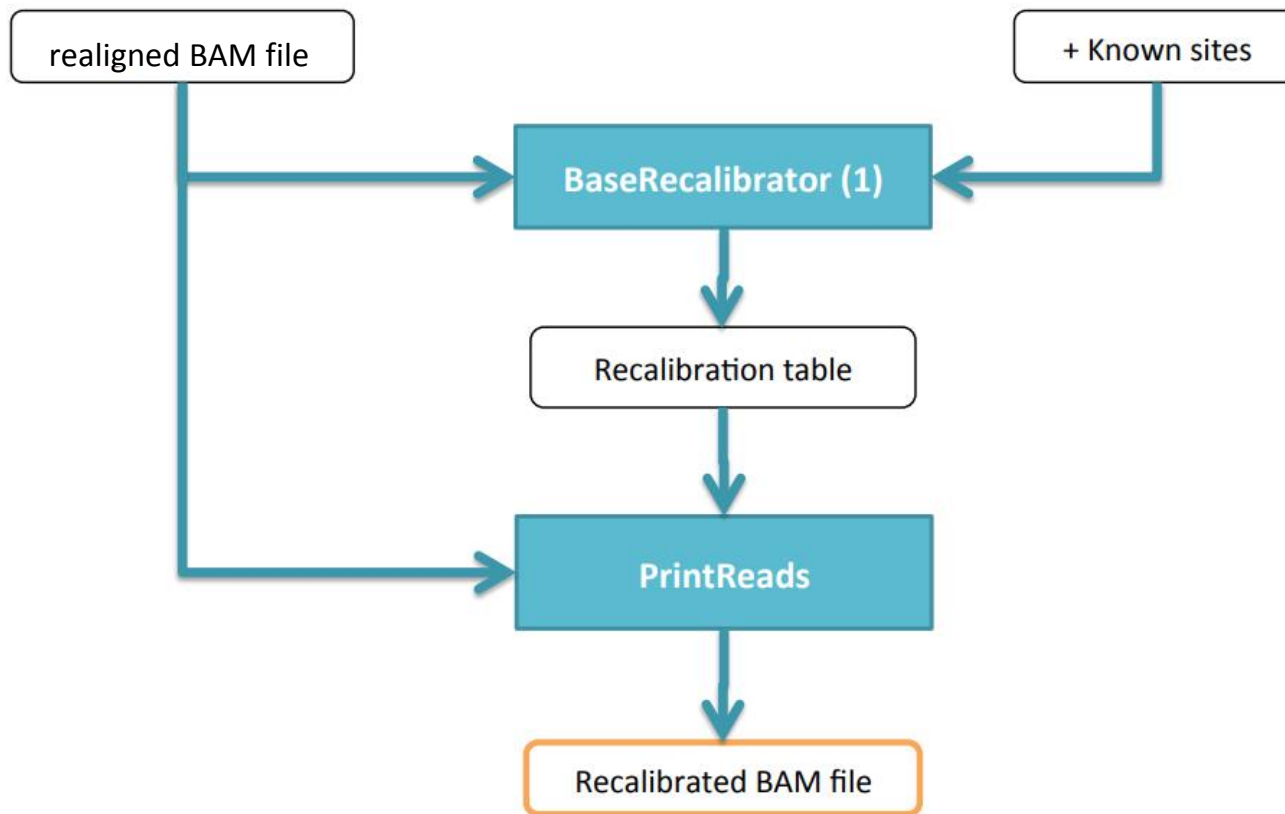 realigned BAM file
+ Known sites
BaseRecalibrator (1)
Recalibration table
PrintReads
Recalibrated BAM file